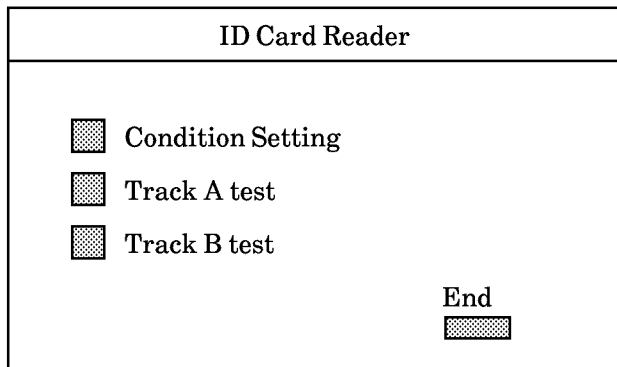 ID Card Reader
Condition Setting
Track A test
Track B test
End